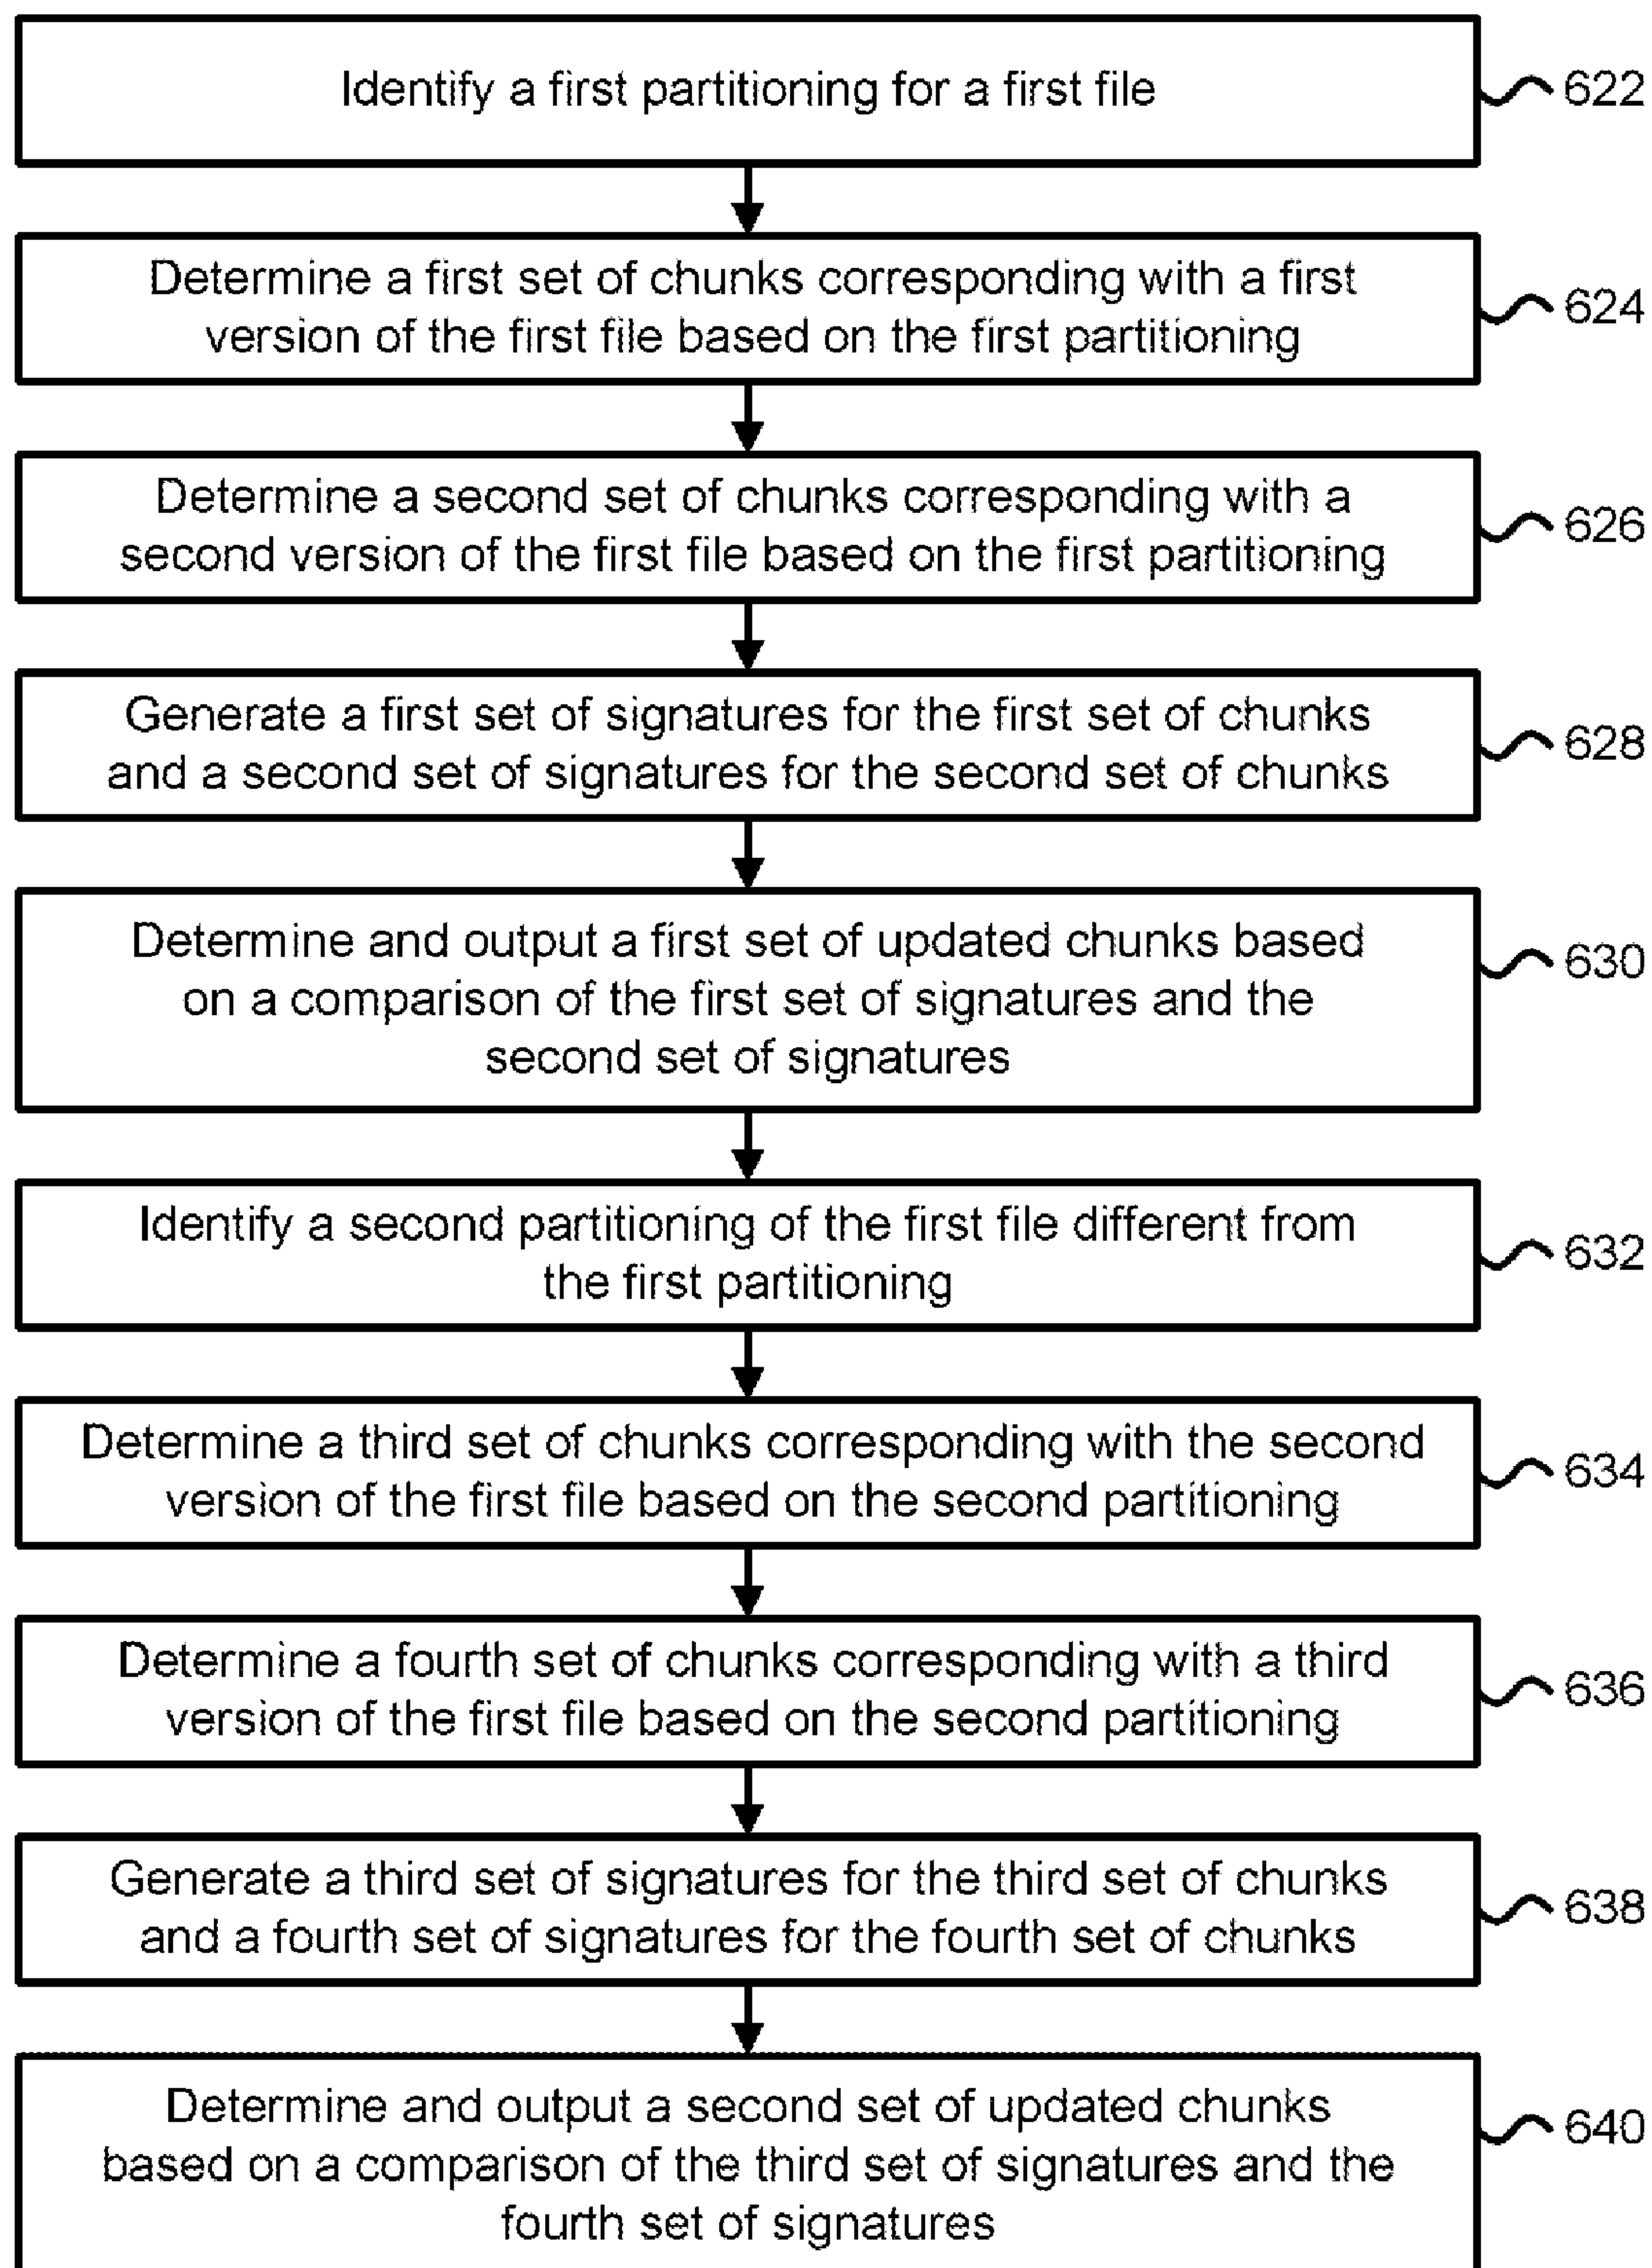 Identify a first partitioning for a first file
622
Determine a first set of chunks corresponding with a first
version of the first file based on the first partitioning
624
Determine a second set of chunks corresponding with a
second version of the first file based on the first partitioning
626
Generate a first set of signatures for the first set of chunks
and a second set of signatures for the second set of chunks
628
Determine and output a first set of updated chunks based
on a comparison of the first set of signatures and the
second set of signatures
630
Identify a second partitioning of the first file different from
the first partitioning
632
Determine a third set of chunks corresponding with the second
version of the first file based on the second partitioning
634
Determine a fourth set of chunks corresponding with a third
version of the first file based on the second partitioning
636
Generate a third set of signatures for the third set of chunks
and a fourth set of signatures for the fourth set of chunks
638
Determine and output a second set of updated chunks
based on a comparison of the third set of signatures and the
fourth set of signatures
640